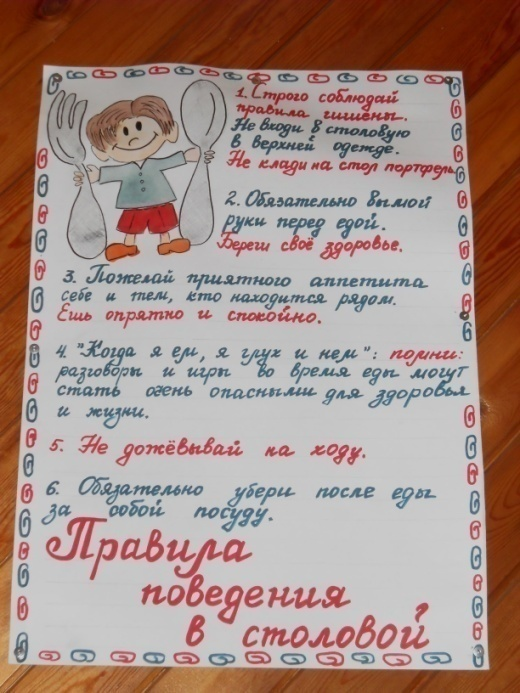 1. Строго соблюдай
правила гигиены.
Не входи в столовую
в верхней одежде.
Не клади на стол портфель
2. Обязательно вымой
руки перед едой.
Береги своё здоровье.
3. Пожелай приятного аппетита
себе и тем, кто находится рядом.
Ешь опрятно и спокойно.
4. "Когда я ем, я глух и нем": помни:
разговоры и игры во время еды могут
стать очень опасными для здоровья
и жизни.
5. Не дожёвывай на ходу.
6. Обязательно убери после еды
за собой посуду.
Правила
поведения
в столовой